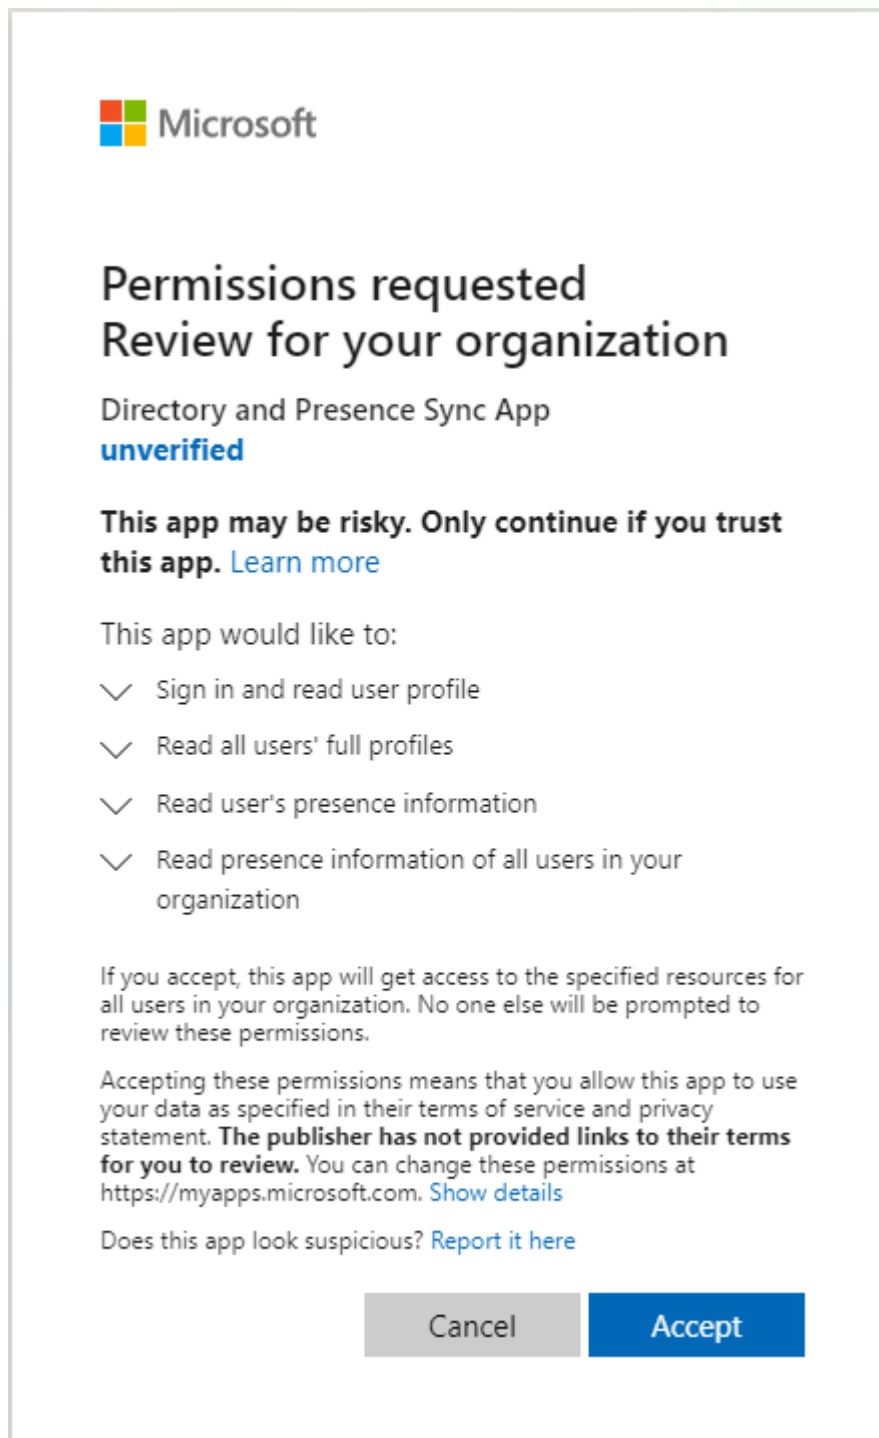 Microsoft
Permissions requested
Review for your organization
Directory and Presence Sync App
unverified
This app may be risky. Only continue if you trust
this app. Learn more
This app would like to:
Sign in and read user profile
Read all users' full profiles
Read user's presence information
Read presence information of all users in your
organization
If you accept, this app will get access to the specified resources for
all users in your organization. No one else will be prompted to
review these permissions.
Accepting these permissions means that you allow this app to use
your data as specified in their terms of service and privacy
statement. The publisher has not provided links to their terms
for you to review. You can change these permissions at
https://myapps.microsoft.com. Show details
Does this app look suspicious? Report it here
Cancel Accept